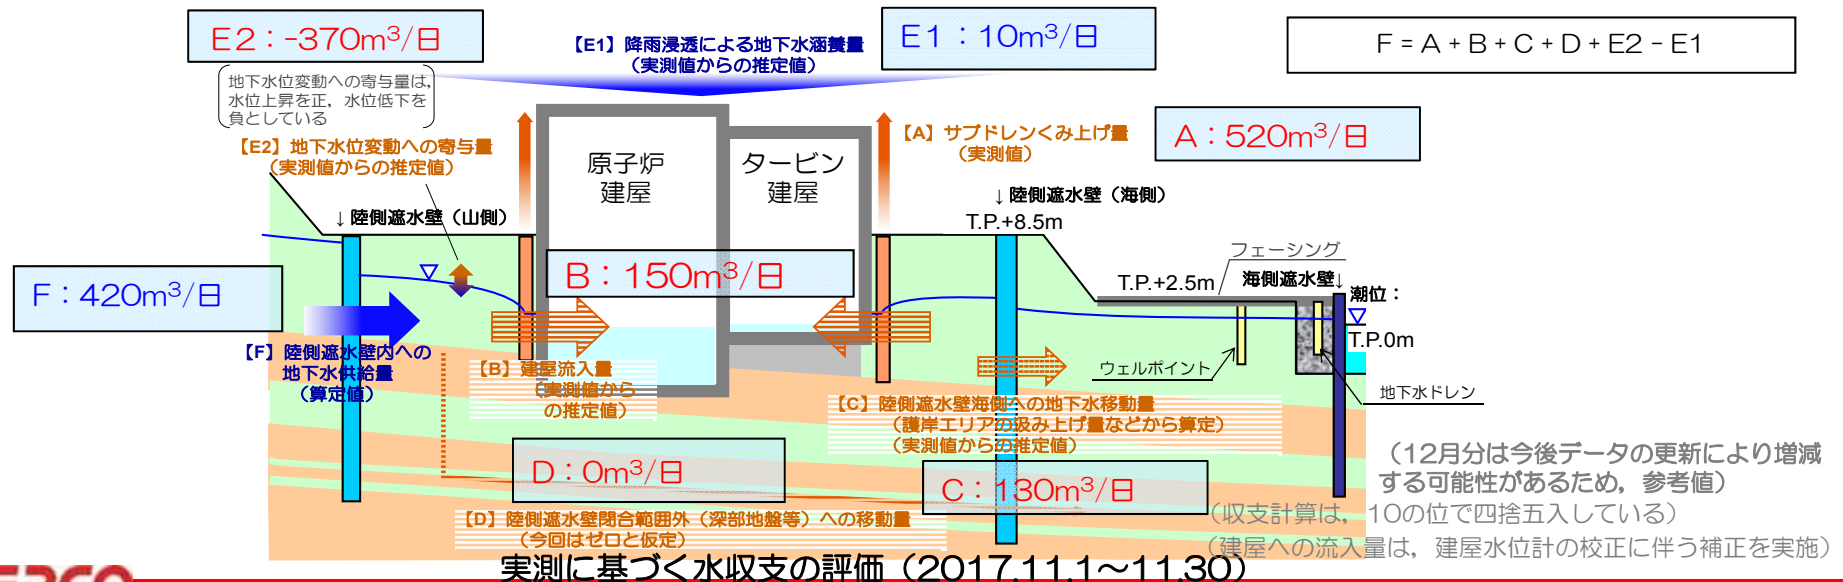 E2：-370m³/日
【E1】降雨浸透による地下水涵養量
（実測値からの推定値）
E1：10m³/日
F = A + B + C + D + E2 - E1
地下水位変動への寄与量は，
水位上昇を正，水位低下を
負としている
【E2】地下水位変動への寄与量
（実測値からの推定値）
【A】サブドレンくみ上げ量
（実測値）
A：520m³/日
原子炉
建屋
タービン
建屋
↓陸側遮水壁（山側）
↓陸側遮水壁（海側）
T.P.+8.5m
フェーシング
T.P.+2.5m
海側遮水壁↓
潮位：
T.P.0m
F：420m³/日
B：150m³/日
【F】陸側遮水壁内への
地下水供給量
（算定値）
【B】建屋流入量
（実測値から
の推定値）
ウェルポイント
地下水ドレン
【C】陸側遮水壁海側への地下水移動量
（護岸エリアの汲み上げ量などから算定）
（実測値からの推定値）
D：0m³/日
C：130m³/日
【D】陸側遮水壁閉合範囲外（深部地盤等）への移動量
（今回はゼロと仮定）
（12月分は今後データの更新により増減
する可能性があるため，参考値）
（収支計算は，10の位で四捨五入している）
（建屋への流入量は，建屋水位計の校正に伴う補正を実施）
実測に基づく水収支の評価（2017.11.1～11.30）